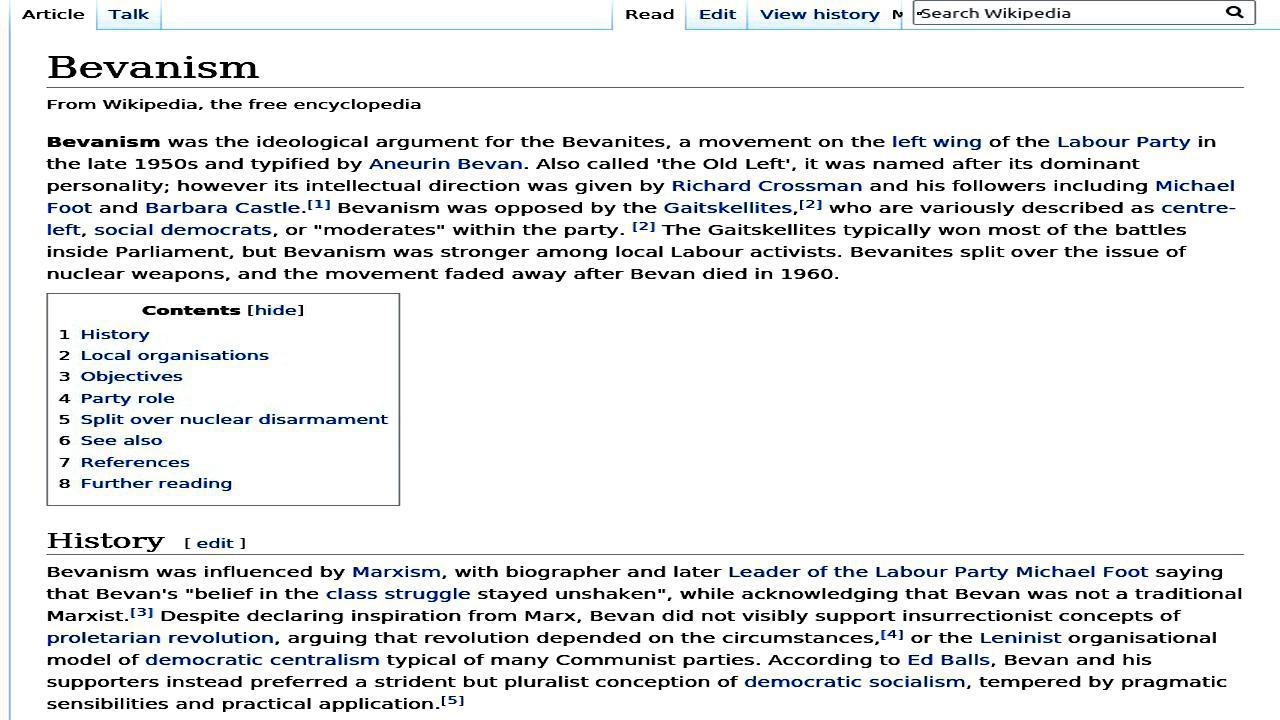 Article Talk Read Edit View history Search Wikipedia
Bevanism
From Wikipedia, the free encyclopedia
Bevanism was the ideological argument for the Bevanites, a movement on the left wing of the Labour Party in
the late 1950s and typified by Aneurin Bevan. Also called 'the Old Left', it was named after its dominant
personality; however its intellectual direction was given by Richard Crossman and his followers including Michael
Foot and Barbara Castle.[1] Bevanism was opposed by the Gaitskellites,[2] who are variously described as centre-
left, social democrats, or "moderates" within the party. [2] The Gaitskellites typically won most of the battles
inside Parliament, but Bevanism was stronger among local Labour activists. Bevanites split over the issue of
nuclear weapons, and the movement faded away after Bevan died in 1960.
Contents [hide]
1 History
2 Local organisations
3 Objectives
4 Party role
5 Split over nuclear disarmament
6 See also
7 References
8 Further reading
History [ edit ]
Bevanism was influenced by Marxism, with biographer and later Leader of the Labour Party Michael Foot saying
that Bevan's "belief in the class struggle stayed unshaken", while acknowledging that Bevan was not a traditional
Marxist.[3] Despite declaring inspiration from Marx, Bevan did not visibly support insurrectionist concepts of
proletarian revolution, arguing that revolution depended on the circumstances,[4] or the Leninist organisational
model of democratic centralism typical of many Communist parties. According to Ed Balls, Bevan and his
supporters instead preferred a strident but pluralist conception of democratic socialism, tempered by pragmatic
sensibilities and practical application.[5]